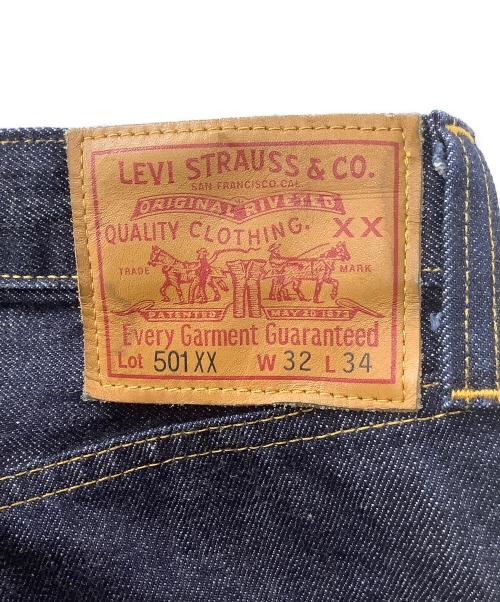 LEVI STRAUSS & CO.
SAN FRANCISCO CAL.
ORIGINAL RIVETED
QUALITY CLOTHING. XX
TRADE MARK
PATENTED MAY 20 1873
Every Garment Guaranteed
Lot 501XX W 32 L 34